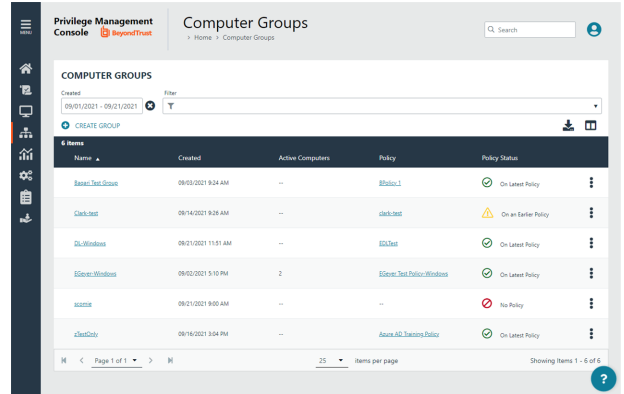 MENU
Privilege Management
Console BeyondTrust
Computer Groups
> Home > Computer Groups
Search
COMPUTER GROUPS
Created Filter
09/01/2021 - 09/21/2021
CREATE GROUP
6 items
Name ▲ Created Active Computers Policy Policy Status
Bagan Test Group 09/03/2021 9:24 AM -- BPolicy 1 On Latest Policy
Clark-test 09/14/2021 9:26 AM -- clark-test On an Earlier Policy
DL-Windows 09/21/2021 11:51 AM -- EDLTest On Latest Policy
EGeyer-Windows 09/02/2021 5:10 PM 2 EGeyer Test Policy-Windows On Latest Policy
scomie 09/21/2021 9:00 AM -- -- No Policy
zTestOnly 09/16/2021 3:04 PM -- Azure AD Training Policy On Latest Policy
Page 1 of 1 25 items per page Showing Items 1 - 6 of 6
?